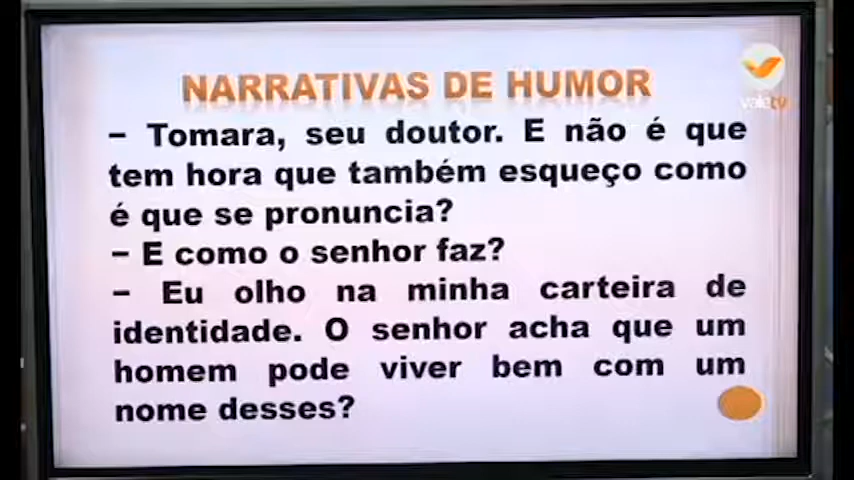 NARRATIVAS DE HUMOR
valetv
– Tomara, seu doutor. E não é que
tem hora que também esqueço como
é que se pronuncia?
– E como o senhor faz?
– Eu olho na minha carteira de
identidade. O senhor acha que um
homem pode viver bem com um
nome desses?